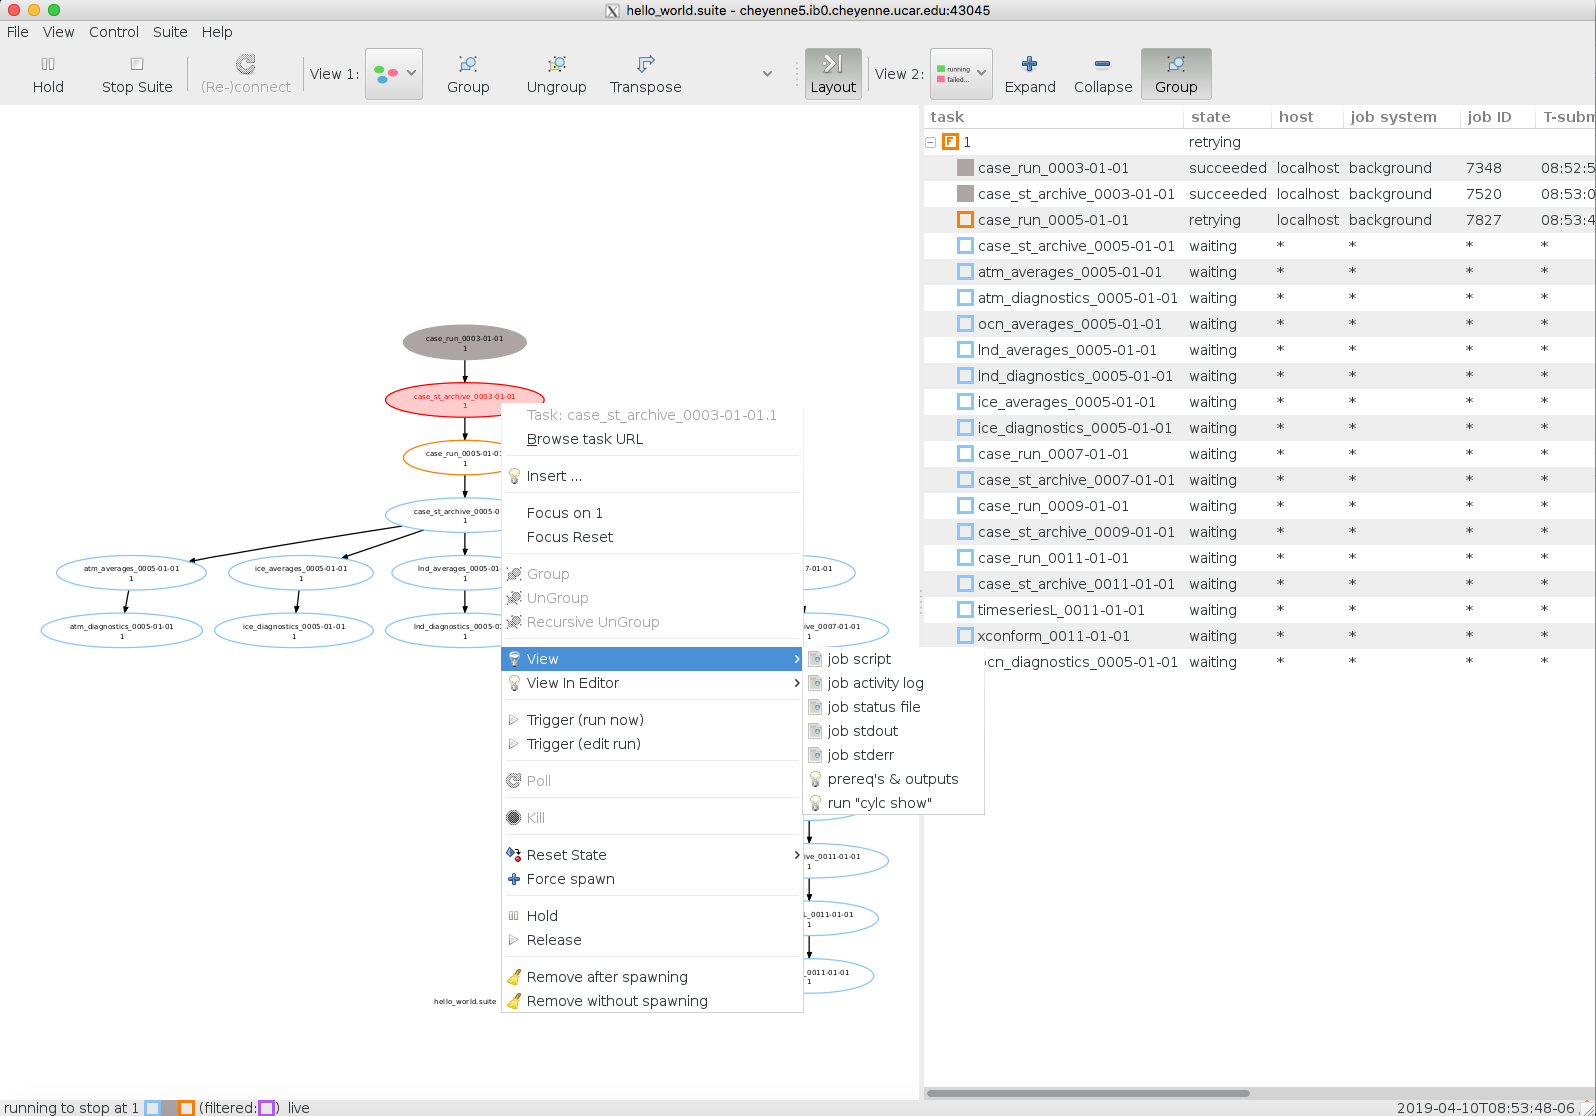 hello_world.suite - cheyenne5.ib0.cheyenne.ucar.edu:43045
File View Control Suite Help
Hold Stop Suite (Re-)connect View 1: Group Ungroup Transpose Layout View 2: running failed... Expand Collapse Group
task state host job system job ID T-subm
F 1 retrying
case_run_0003-01-01 succeeded localhost background 7348 08:52:5
case_st_archive_0003-01-01 succeeded localhost background 7520 08:53:0
case_run_0005-01-01 retrying localhost background 7827 08:53:4
case_st_archive_0005-01-01 waiting * * * *
atm_averages_0005-01-01 waiting * * * *
atm_diagnostics_0005-01-01 waiting * * * *
ocn_averages_0005-01-01 waiting * * * *
lnd_averages_0005-01-01 waiting * * * *
lnd_diagnostics_0005-01-01 waiting * * * *
ice_averages_0005-01-01 waiting * * * *
ice_diagnostics_0005-01-01 waiting * * * *
case_run_0007-01-01 waiting * * * *
case_st_archive_0007-01-01 waiting * * * *
case_run_0009-01-01 waiting * * * *
case_st_archive_0009-01-01 waiting * * * *
case_run_0011-01-01 waiting * * * *
case_st_archive_0011-01-01 waiting * * * *
timeseriesL_0011-01-01 waiting * * * *
xconform_0011-01-01 waiting * * * *
ocn_diagnostics_0005-01-01 waiting * * * *
case_run_0003-01-01
1
case_st_archive_0003-01-01
1
case_run_0005-01
1
case_st_archive_0005-0
1
atm_averages_0005-01-01
1
ice_averages_0005-01-01
1
lnd_averages_0005-01
1
7-01-01
atm_diagnostics_0005-01-01
1
ice_diagnostics_0005-01-01
1
lnd_diagnostics_0005-01
1
ive_0007-01-01
1
ive_0011-01-01
1
L_0011-01-01
1
_0011-01-01
1
hello_world.suite
Task: case_st_archive_0003-01-01.1
Browse task URL
Insert ...
Focus on 1
Focus Reset
Group
UnGroup
Recursive UnGroup
View
View In Editor
Trigger (run now)
Trigger (edit run)
Poll
Kill
Reset State
Force spawn
Hold
Release
Remove after spawning
Remove without spawning
job script
job activity log
job status file
job stdout
job stderr
prereq's & outputs
run "cylc show"
running to stop at 1 (filtered: ) live
2019-04-10T08:53:48-06